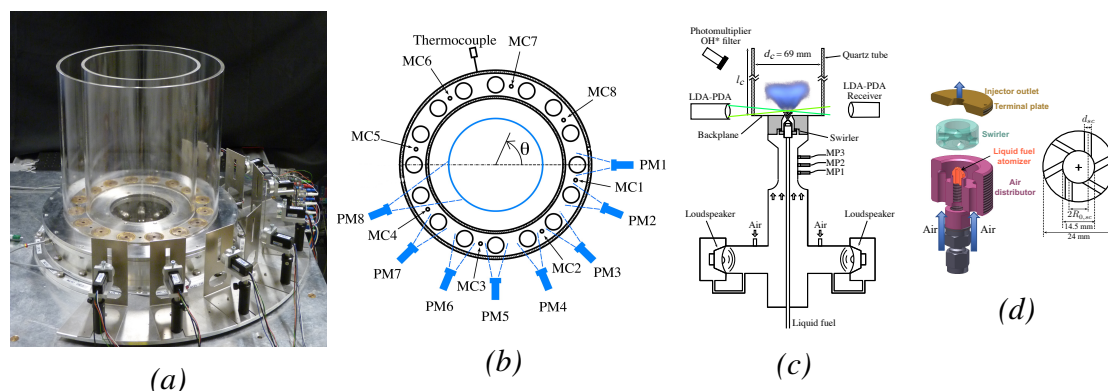 Thermocouple
MC7
MC6
MC8
MC5
θ
PM1
MC1
PM2
PM8
MC4
MC2
PM3
PM7
MC3
PM6
PM5
PM4
Photomultiplier
OH* filter
d_c = 69 mm
Quartz tube
l_c
LDA-PDA
LDA-PDA
Receiver
Backplane
Swirler
MP3
MP2
MP1
Loudspeaker
Air
Air
Loudspeaker
Liquid fuel
Injector outlet
Terminal plate
Swirler
Liquid fuel
atomizer
Air
distributor
Air
Air
d_sc
+
2R_0,sc
14.5 mm
24 mm
(a)
(b)
(c)
(d)